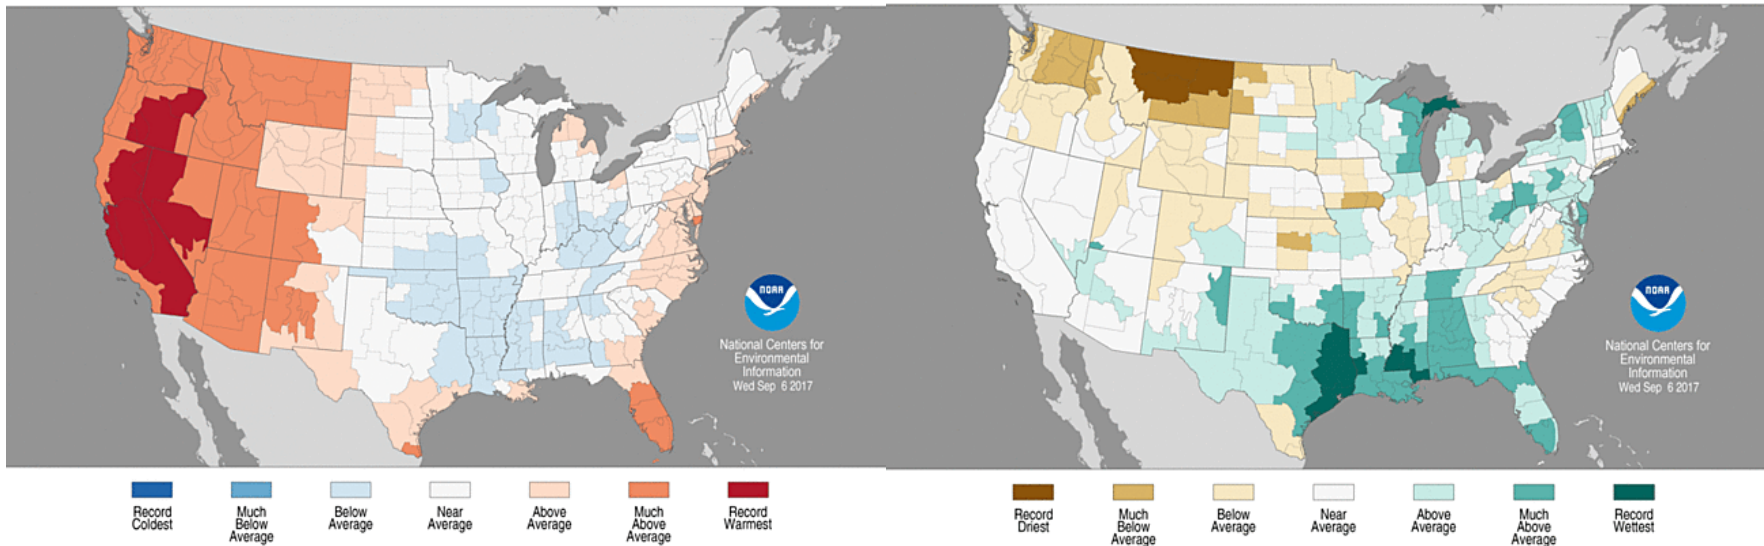 NOAA
National Centers for
Environmental
Information
Wed Sep 6 2017
Record
Coldest
Much
Below
Average
Below
Average
Near
Average
Above
Average
Much
Above
Average
Record
Warmest
NOAA
National Centers for
Environmental
Information
Wed Sep 6 2017
Record
Driest
Much
Below
Average
Below
Average
Near
Average
Above
Average
Much
Above
Average
Record
Wettest